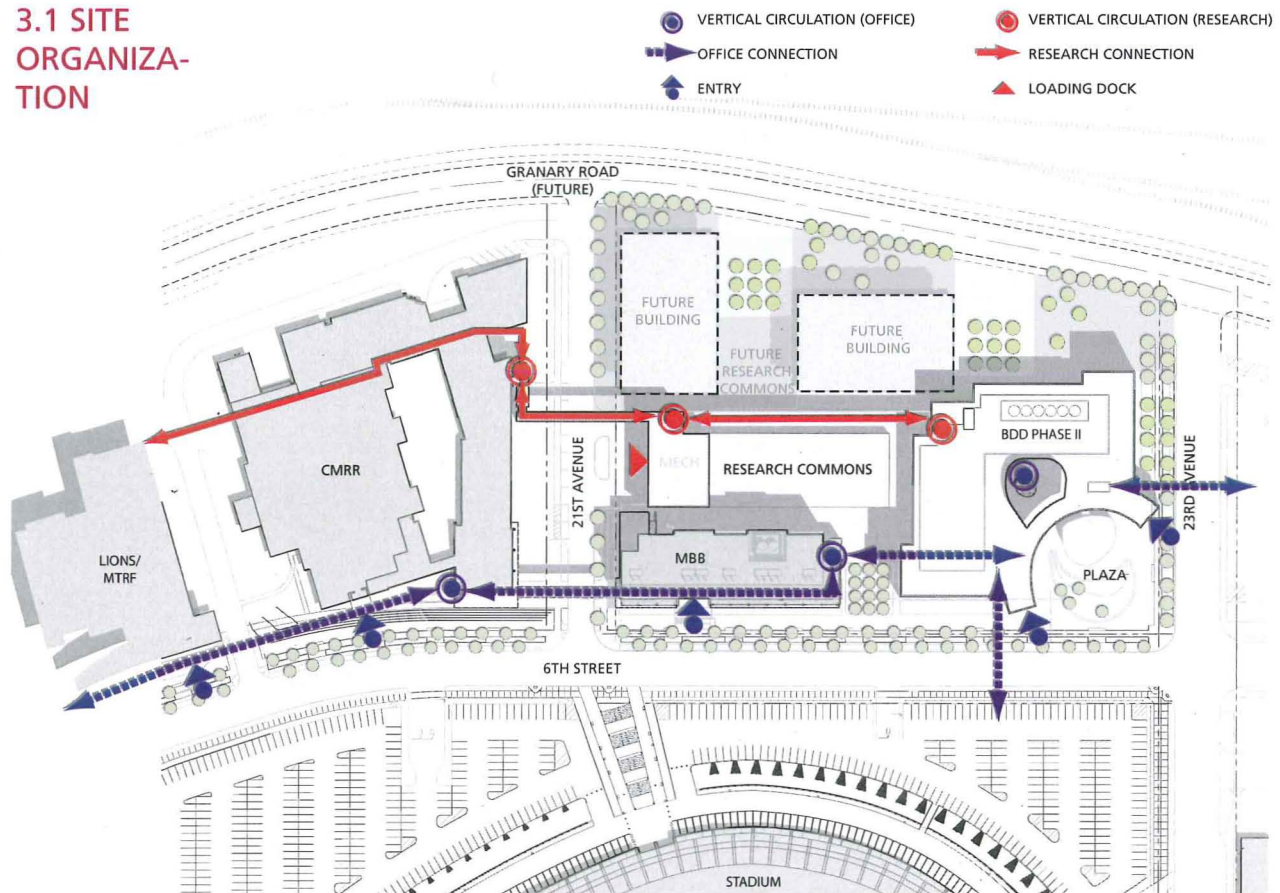 3.1 SITE
ORGANIZA-
TION
VERTICAL CIRCULATION (OFFICE)
OFFICE CONNECTION
ENTRY
VERTICAL CIRCULATION (RESEARCH)
RESEARCH CONNECTION
LOADING DOCK
GRANARY ROAD
(FUTURE)
FUTURE
BUILDING
FUTURE
BUILDING
FUTURE
RESEARCH
COMMONS
BDD PHASE II
CMRR
21ST AVENUE
MECH
RESEARCH COMMONS
23RD AVENUE
LIONS/
MTRF
MBB
PLAZA
6TH STREET
STADIUM